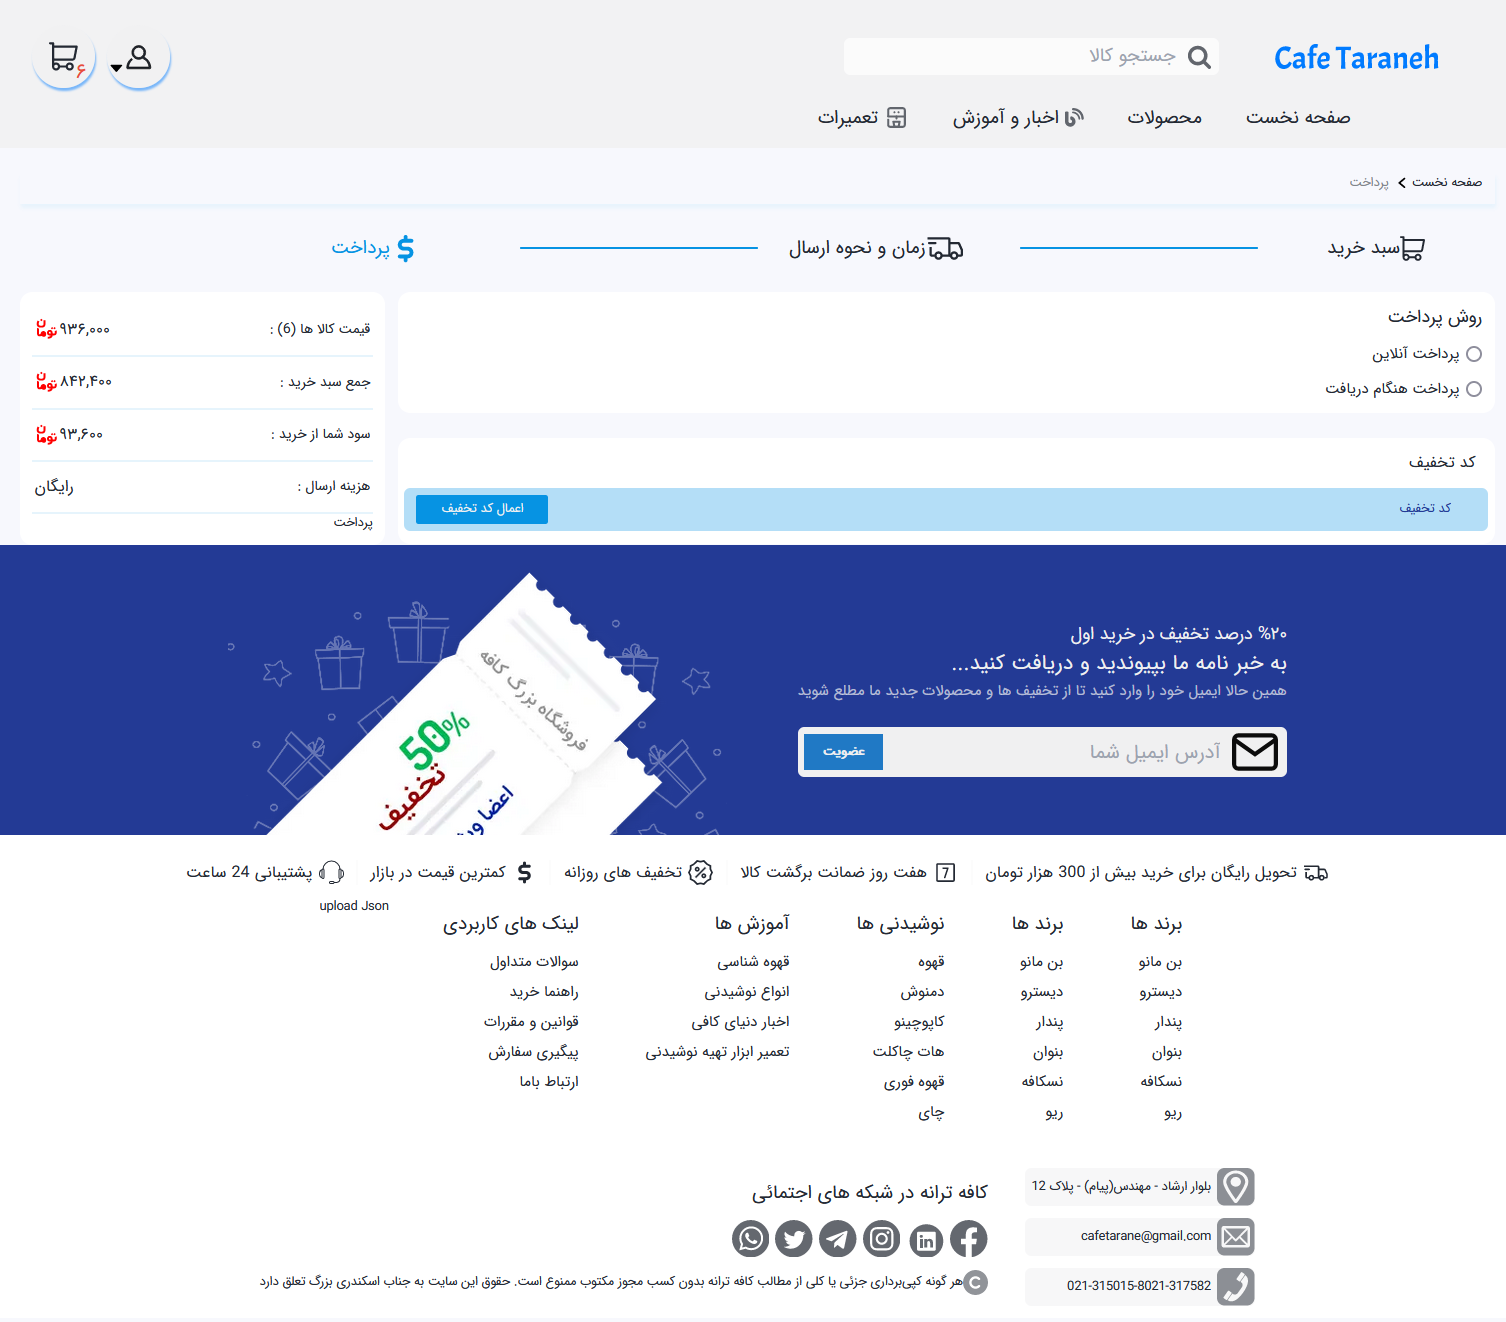 Cafe Taraneh
جستجو کالا
۶
صفحه نخست
محصولات
اخبار و آموزش
تعمیرات
صفحه نخست
پرداخت
سبد خرید
زمان و نحوه ارسال
پرداخت
روش پرداخت
پرداخت آنلاین
پرداخت هنگام دریافت
کد تخفیف
کد تخفیف
اعمال کد تخفیف
قیمت کالا ها (6) :
۹۳۶,۰۰۰ تومان
جمع سبد خرید :
۸۴۲,۴۰۰ تومان
سود شما از خرید :
۹۳,۶۰۰ تومان
هزینه ارسال :
رایگان
پرداخت
۲۰% درصد تخفیف در خرید اول
به خبر نامه ما بپیوندید و دریافت کنید...
همین حالا ایمیل خود را وارد کنید تا از تخفیف ها و محصولات جدید ما مطلع شوید
آدرس ایمیل شما
عضویت
فروشگاه بزرگ کافه
50%
تخفیف
اعضا
تحویل رایگان برای خرید بیش از 300 هزار تومان
7
هفت روز ضمانت برگشت کالا
تخفیف های روزانه
کمترین قیمت در بازار
پشتیبانی 24 ساعت
upload Json
برند ها
بن مانو
دیسترو
پندار
بنوان
نسکافه
ریو
برند ها
بن مانو
دیسترو
پندار
بنوان
نسکافه
ریو
نوشیدنی ها
قهوه
دمنوش
کاپوچینو
هات چاکلت
قهوه فوری
چای
آموزش ها
قهوه شناسی
انواع نوشیدنی
اخبار دنیای کافی
تعمیر ابزار تهیه نوشیدنی
لینک های کاربردی
سوالات متداول
راهنما خرید
قوانین و مقررات
پیگیری سفارش
ارتباط باما
بلوار ارشاد - مهندس(پیام) - پلاک 12
cafetarane@gmail.com
021-315015-8021-317582
کافه ترانه در شبکه های اجتمائی
هر گونه کپی‌برداری جزئی یا کلی از مطالب کافه ترانه بدون کسب مجوز مکتوب ممنوع است. حقوق این سایت به جناب اسکندری بزرگ تعلق دارد